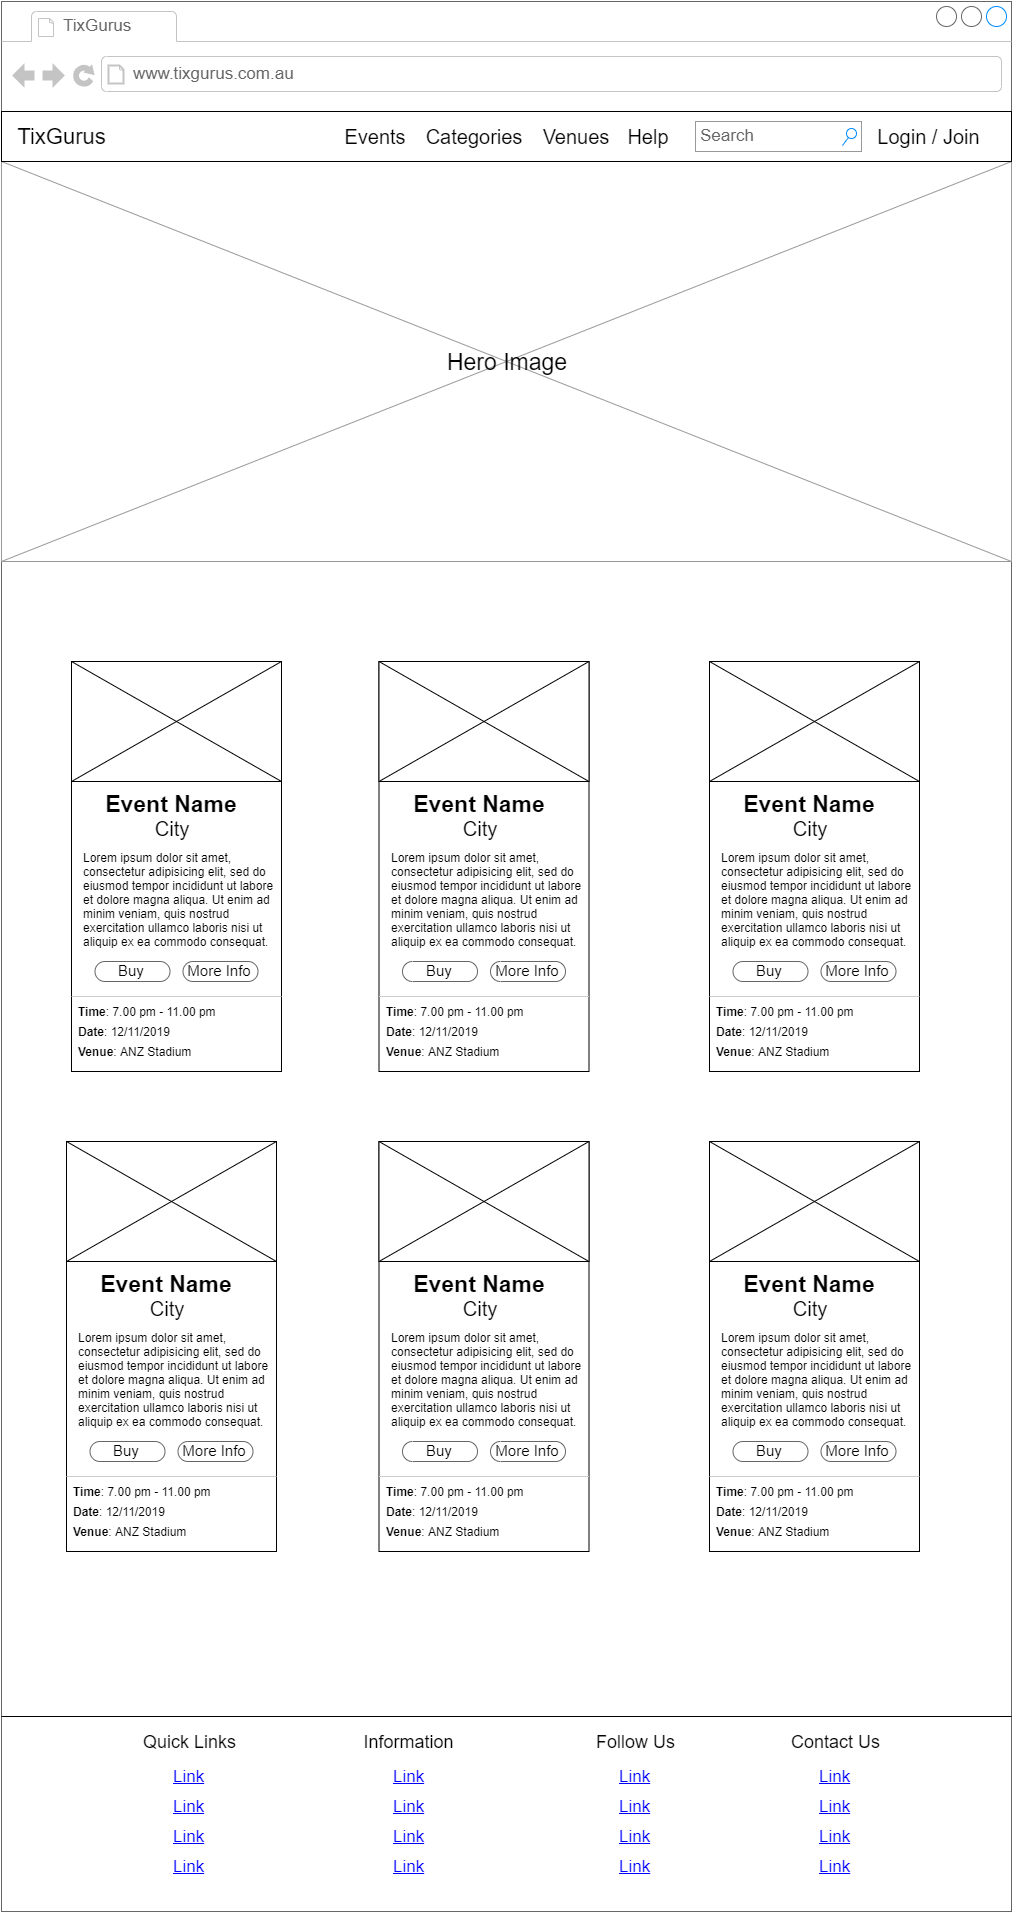 TixGurus
www.tixgurus.com.au
TixGurus Events Categories Venues Help Search Login / Join
Hero Image
Event Name
City
Lorem ipsum dolor sit amet,
consectetur adipisicing elit, sed do
eiusmod tempor incididunt ut labore
et dolore magna aliqua. Ut enim ad
minim veniam, quis nostrud
exercitation ullamco laboris nisi ut
aliquip ex ea commodo consequat.
Buy More Info
Time: 7.00 pm - 11.00 pm
Date: 12/11/2019
Venue: ANZ Stadium
Event Name
City
Lorem ipsum dolor sit amet,
consectetur adipisicing elit, sed do
eiusmod tempor incididunt ut labore
et dolore magna aliqua. Ut enim ad
minim veniam, quis nostrud
exercitation ullamco laboris nisi ut
aliquip ex ea commodo consequat.
Buy More Info
Time: 7.00 pm - 11.00 pm
Date: 12/11/2019
Venue: ANZ Stadium
Event Name
City
Lorem ipsum dolor sit amet,
consectetur adipisicing elit, sed do
eiusmod tempor incididunt ut labore
et dolore magna aliqua. Ut enim ad
minim veniam, quis nostrud
exercitation ullamco laboris nisi ut
aliquip ex ea commodo consequat.
Buy More Info
Time: 7.00 pm - 11.00 pm
Date: 12/11/2019
Venue: ANZ Stadium
Event Name
City
Lorem ipsum dolor sit amet,
consectetur adipisicing elit, sed do
eiusmod tempor incididunt ut labore
et dolore magna aliqua. Ut enim ad
minim veniam, quis nostrud
exercitation ullamco laboris nisi ut
aliquip ex ea commodo consequat.
Buy More Info
Time: 7.00 pm - 11.00 pm
Date: 12/11/2019
Venue: ANZ Stadium
Event Name
City
Lorem ipsum dolor sit amet,
consectetur adipisicing elit, sed do
eiusmod tempor incididunt ut labore
et dolore magna aliqua. Ut enim ad
minim veniam, quis nostrud
exercitation ullamco laboris nisi ut
aliquip ex ea commodo consequat.
Buy More Info
Time: 7.00 pm - 11.00 pm
Date: 12/11/2019
Venue: ANZ Stadium
Event Name
City
Lorem ipsum dolor sit amet,
consectetur adipisicing elit, sed do
eiusmod tempor incididunt ut labore
et dolore magna aliqua. Ut enim ad
minim veniam, quis nostrud
exercitation ullamco laboris nisi ut
aliquip ex ea commodo consequat.
Buy More Info
Time: 7.00 pm - 11.00 pm
Date: 12/11/2019
Venue: ANZ Stadium
Quick Links
Link
Link
Link
Link
Information
Link
Link
Link
Link
Follow Us
Link
Link
Link
Link
Contact Us
Link
Link
Link
Link